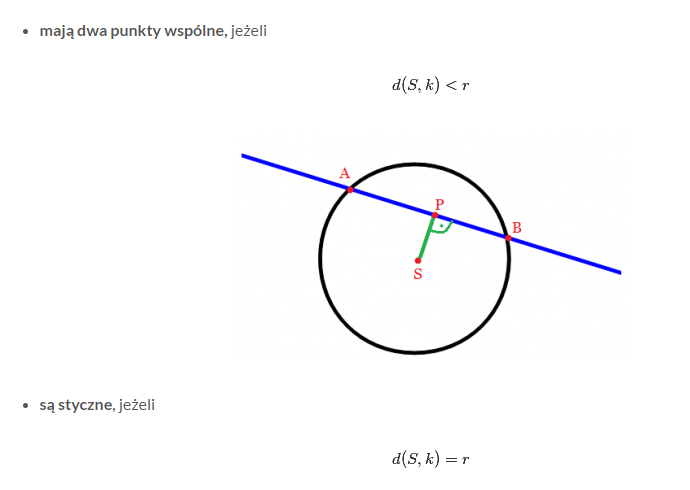 mają dwa punkty wspólne, jeżeli
d(S, k) < r
A
P
B
S
są styczne, jeżeli
d(S, k) = r